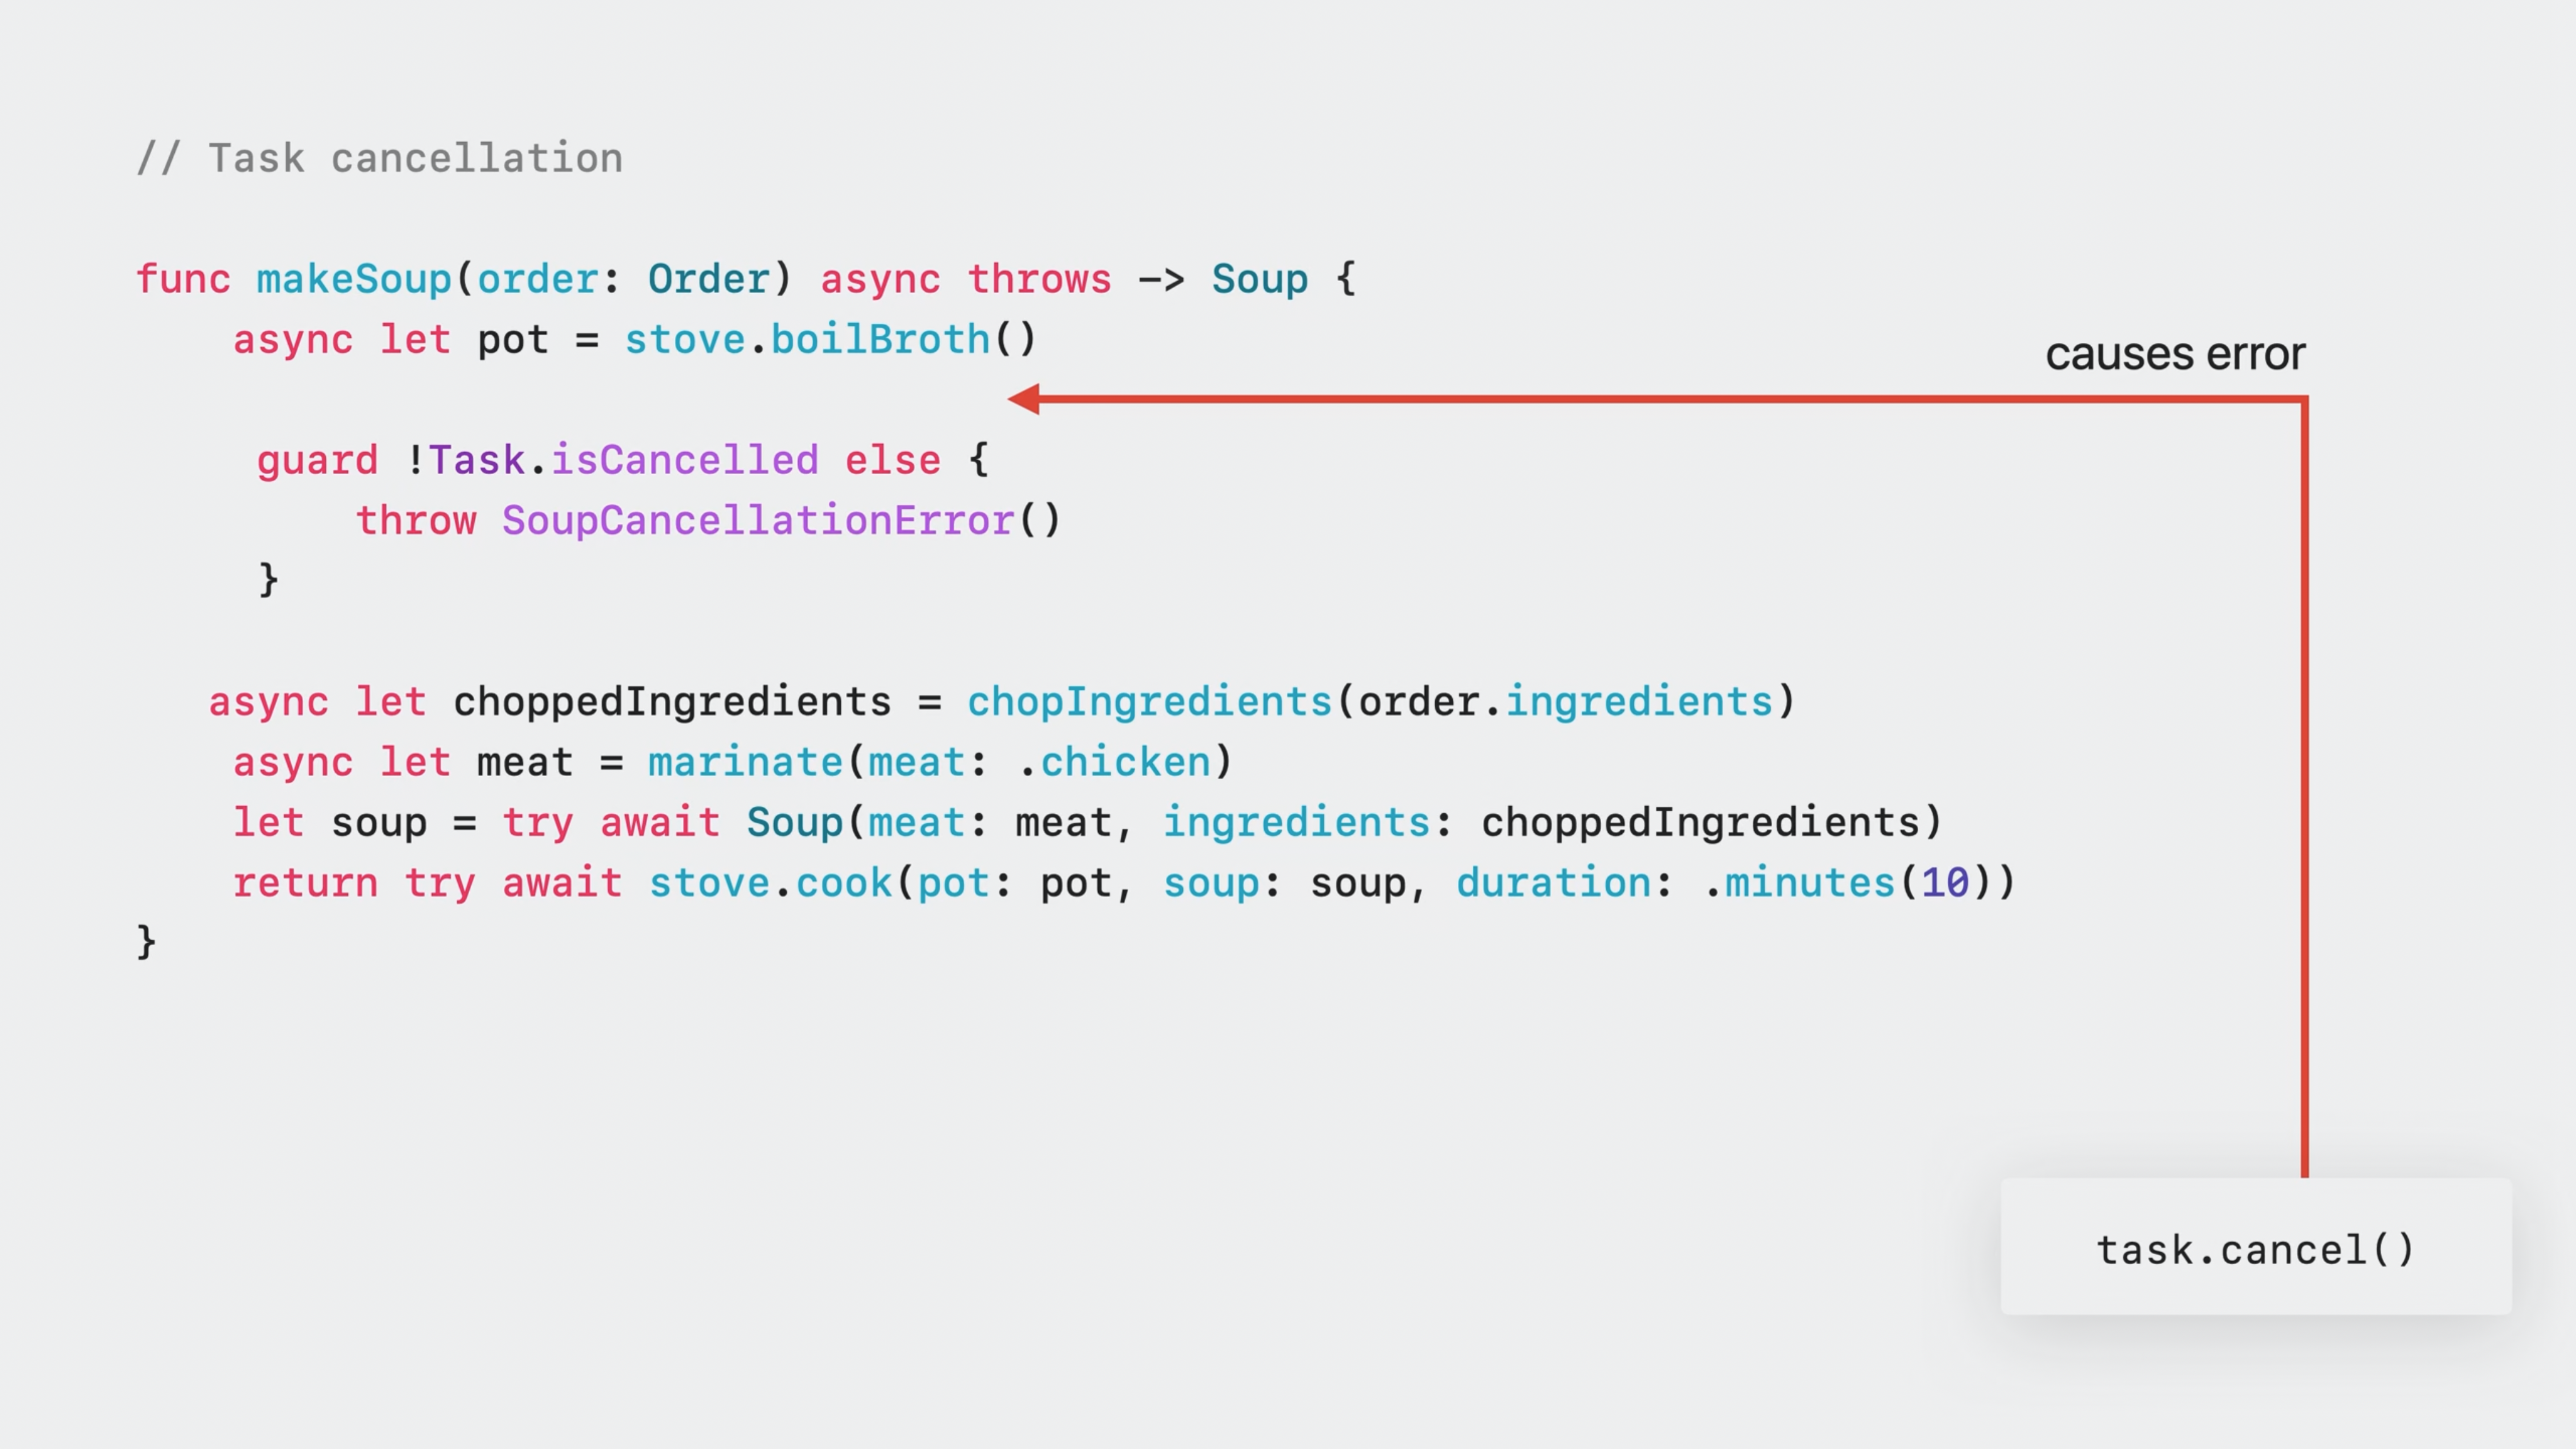 // Task cancellation
func makeSoup(order: Order) async throws -> Soup {
async let pot = stove.boilBroth()
causes error
guard !Task.isCancelled else {
throw SoupCancellationError()
}
async let choppedIngredients = chopIngredients(order.ingredients)
async let meat = marinate(meat: .chicken)
let soup = try await Soup(meat: meat, ingredients: choppedIngredients)
return try await stove.cook(pot: pot, soup: soup, duration: .minutes(10))
}
task.cancel()